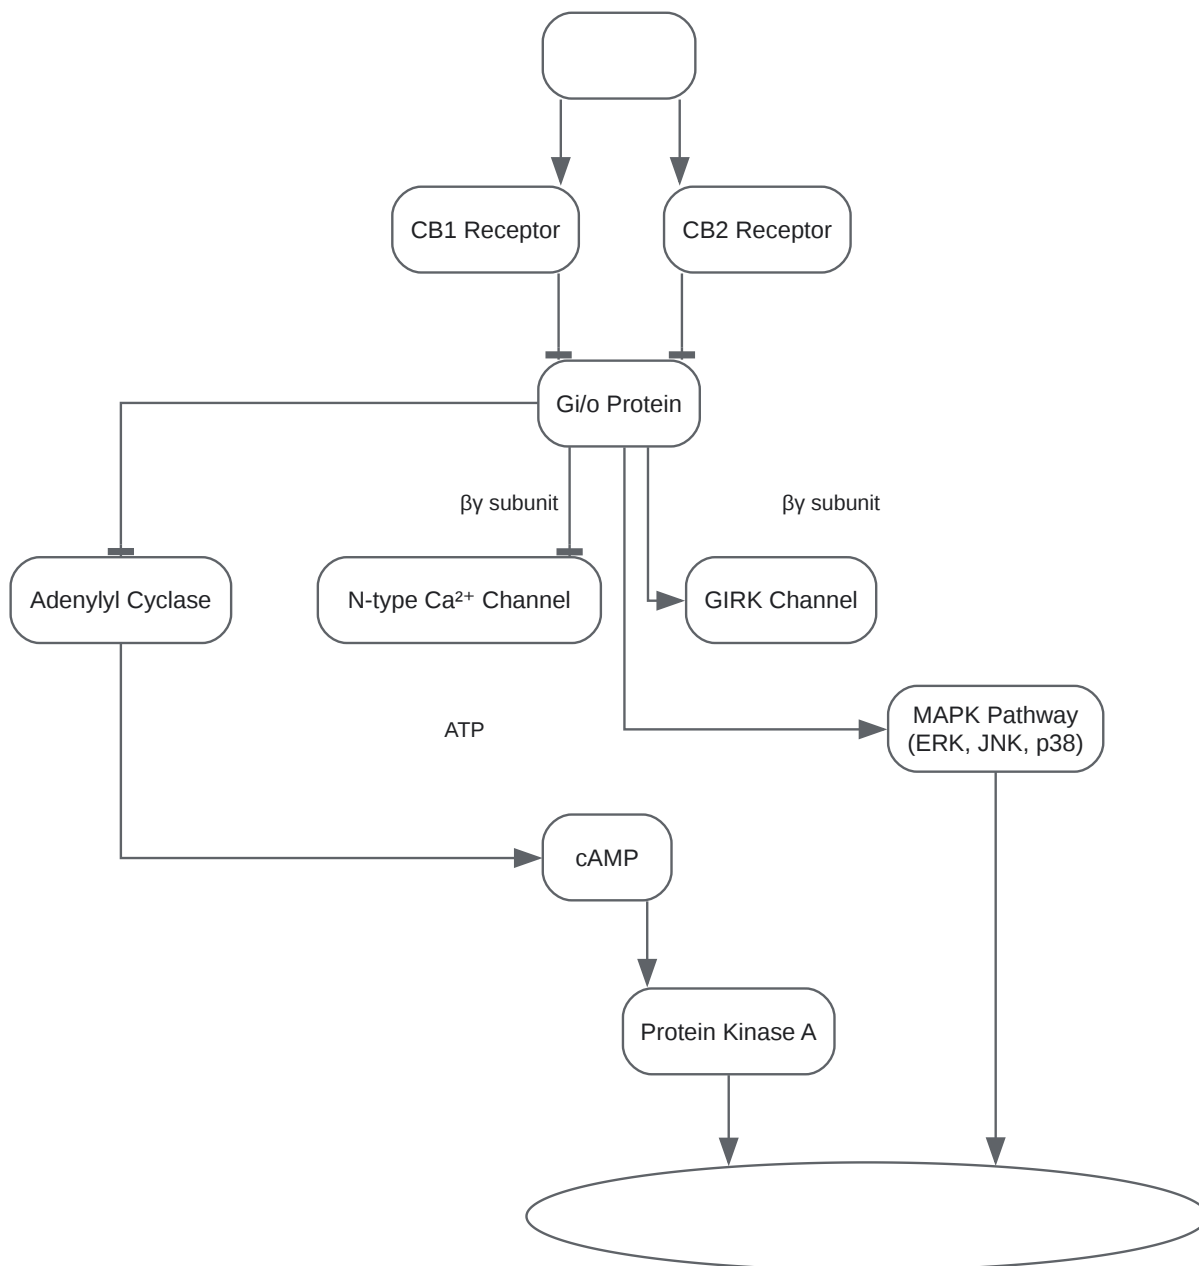 CB1 Receptor
CB2 Receptor
Gi/o Protein
βγ subunit
βγ subunit
Adenylyl Cyclase
N-type Ca²⁺ Channel
GIRK Channel
MAPK Pathway
(ERK, JNK, p38)
ATP
cAMP
Protein Kinase A